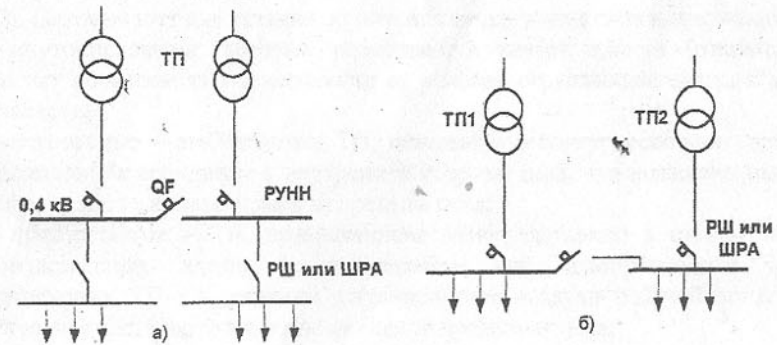 ТП
ТП1
ТП2
0,4 кВ
QF
РУНН
РШ или ШРА
РШ или
ШРА
а)
б)